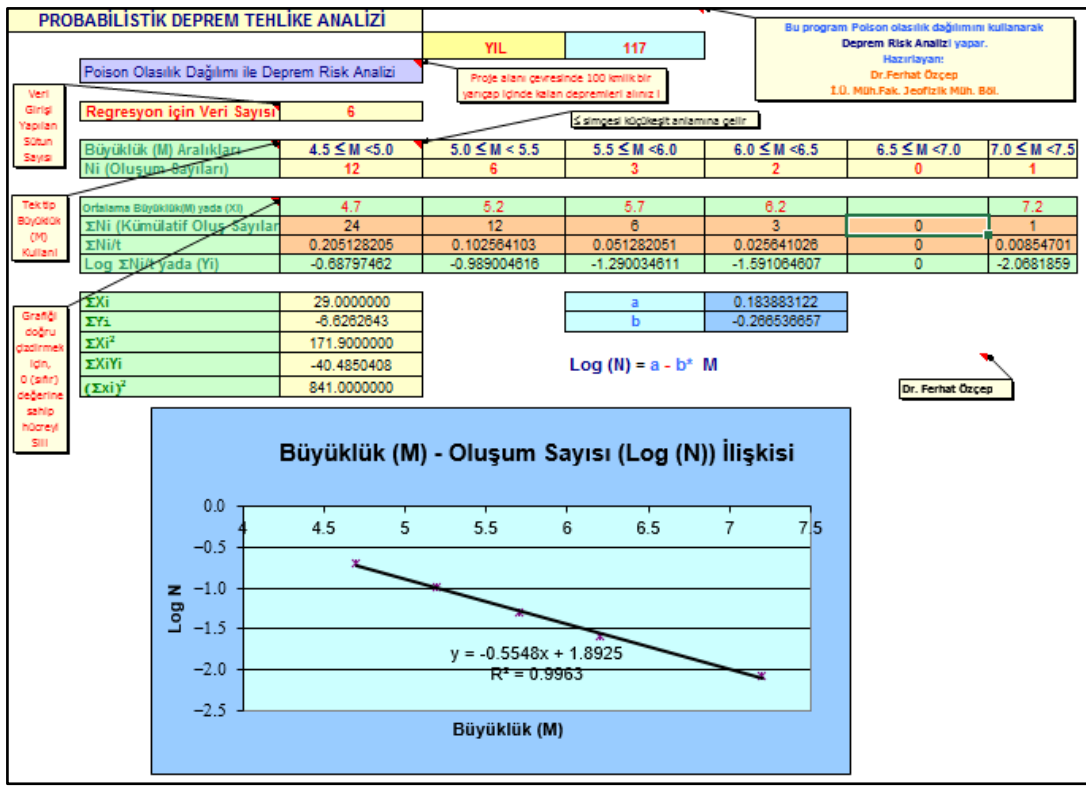 PROBABİLİSTİK DEPREM TEHLİKE ANALİZİ
YIL 117
Bu program Poison olasılık dağılımını kullanarak
Deprem Risk Analizi yapar.
Hazırlayan:
Dr.Ferhat Özçep
İ.Ü. Müh.Fak. Jeofizik Müh. Böl.
Poison Olasılık Dağılımı ile Deprem Risk Analizi
Proje alanı çevresinde 100 kmlik bir
yarıçap içinde kalan depremleri alınız !
Veri
Girişi
Yapılan
Sütun
Sayısı
Regresyon için Veri Sayısı 6
≤ simgesi küçükeşit anlamına gelir
Büyüklük (M) Aralıkları 4.5 ≤ M <5.0 5.0 ≤ M < 5.5 5.5 ≤ M <6.0 6.0 ≤ M <6.5 6.5 ≤ M <7.0 7.0 ≤ M <7.5
Ni (Oluşum Sayıları) 12 6 3 2 0 1
Tek tip
Büyüklük
(M)
Kullanı
Ortalama Büyüklük(M) yada (Xi) 4.7 5.2 5.7 6.2 7.2
ΣNi (Kümülatif Oluş Sayılar 24 12 6 3 0 1
ΣNi/t 0.205128205 0.102564103 0.051282051 0.025641026 0 0.00854701
Log ΣNi/t yada (Yi) -0.68797462 -0.989004616 -1.290034611 -1.591064607 0 -2.0681859
Grafiği
doğru
çizdirmek
için,
0 (sıfır)
değerine
sahip
hücreyi
Sil!
ΣXi 29.0000000 a 0.183883122
ΣYi -6.6262643 b -0.266536657
ΣXi² 171.9000000
ΣXiYi -40.4850408
(Σxi)² 841.0000000
Log (N) = a - b* M
Dr. Ferhat Özçep
Büyüklük (M) - Oluşum Sayısı (Log (N)) İlişkisi
0.0
4 4.5 5 5.5 6 6.5 7 7.5
−0.5
−1.0
−1.5
−2.0
−2.5
Log N
y = -0.5548x + 1.8925
R² = 0.9963
Büyüklük (M)